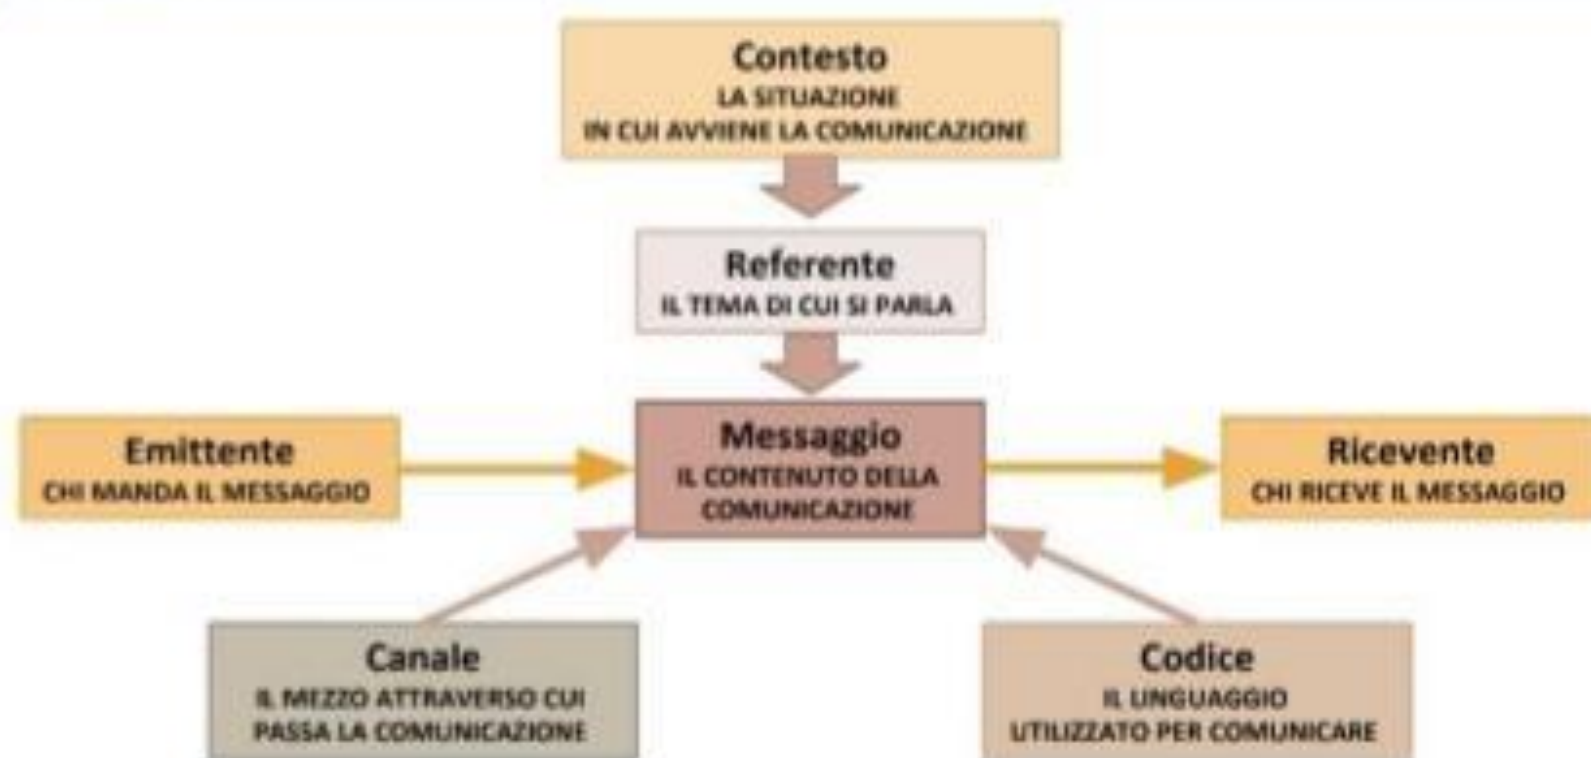 Contesto
LA SITUAZIONE
IN CUI AVVIENE LA COMUNICAZIONE
Referente
IL TEMA DI CUI SI PARLA
Emittente
CHI MANDA IL MESSAGGIO
Messaggio
IL CONTENUTO DELLA
COMUNICAZIONE
Ricevente
CHI RICEVE IL MESSAGGIO
Canale
IL MEZZO ATTRAVERSO CUI
PASSA LA COMUNICAZIONE
Codice
IL LINGUAGGIO
UTILIZZATO PER COMUNICARE